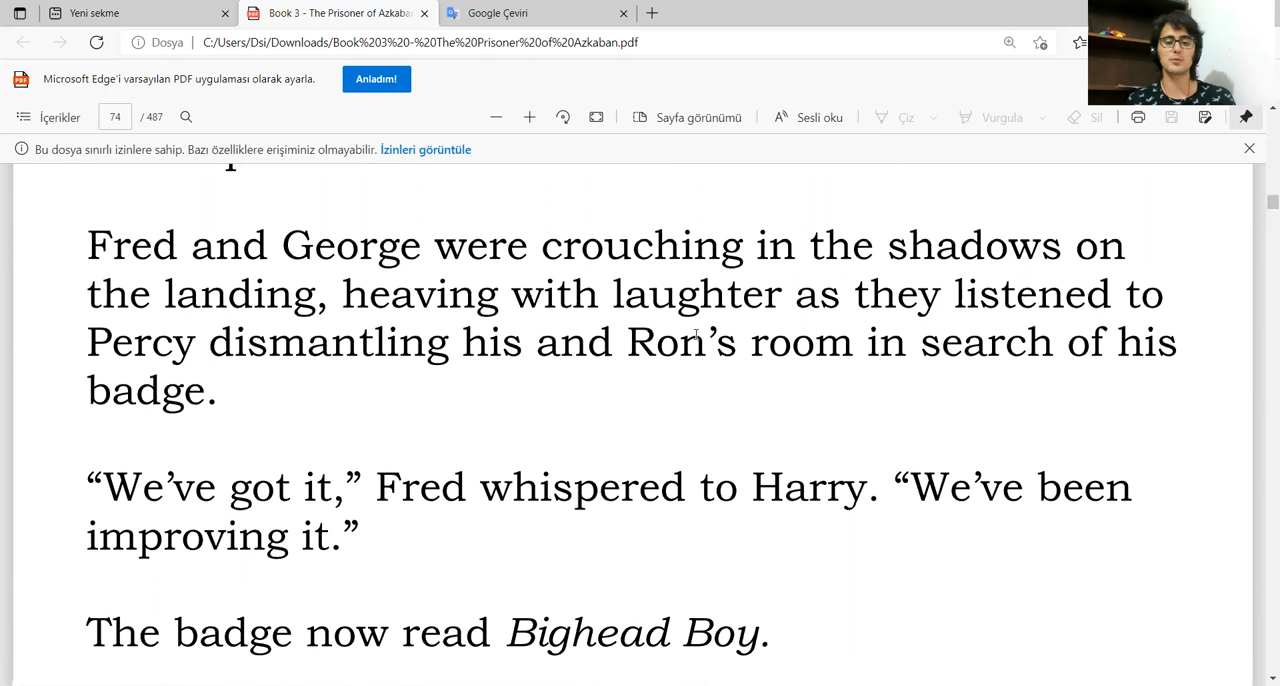 Yeni sekme
Book 3 - The Prisoner of Azkaba
Google Çeviri
Dosya
C:/Users/Dsi/Downloads/Book%203%20-%20The%20Prisoner%20of%20Azkaban.pdf
Microsoft Edge'i varsayılan PDF uygulaması olarak ayarla.
Anladım!
İçerikler
74
/ 487
Sayfa görünümü
Sesli oku
Çiz
Vurgula
Sil
Bu dosya sınırlı izinlere sahip. Bazı özelliklere erişiminiz olmayabilir. İzinleri görüntüle
Fred and George were crouching in the shadows on
the landing, heaving with laughter as they listened to
Percy dismantling his and Ron’s room in search of his
badge.
“We’ve got it,” Fred whispered to Harry. “We’ve been
improving it.”
The badge now read Bighead Boy.